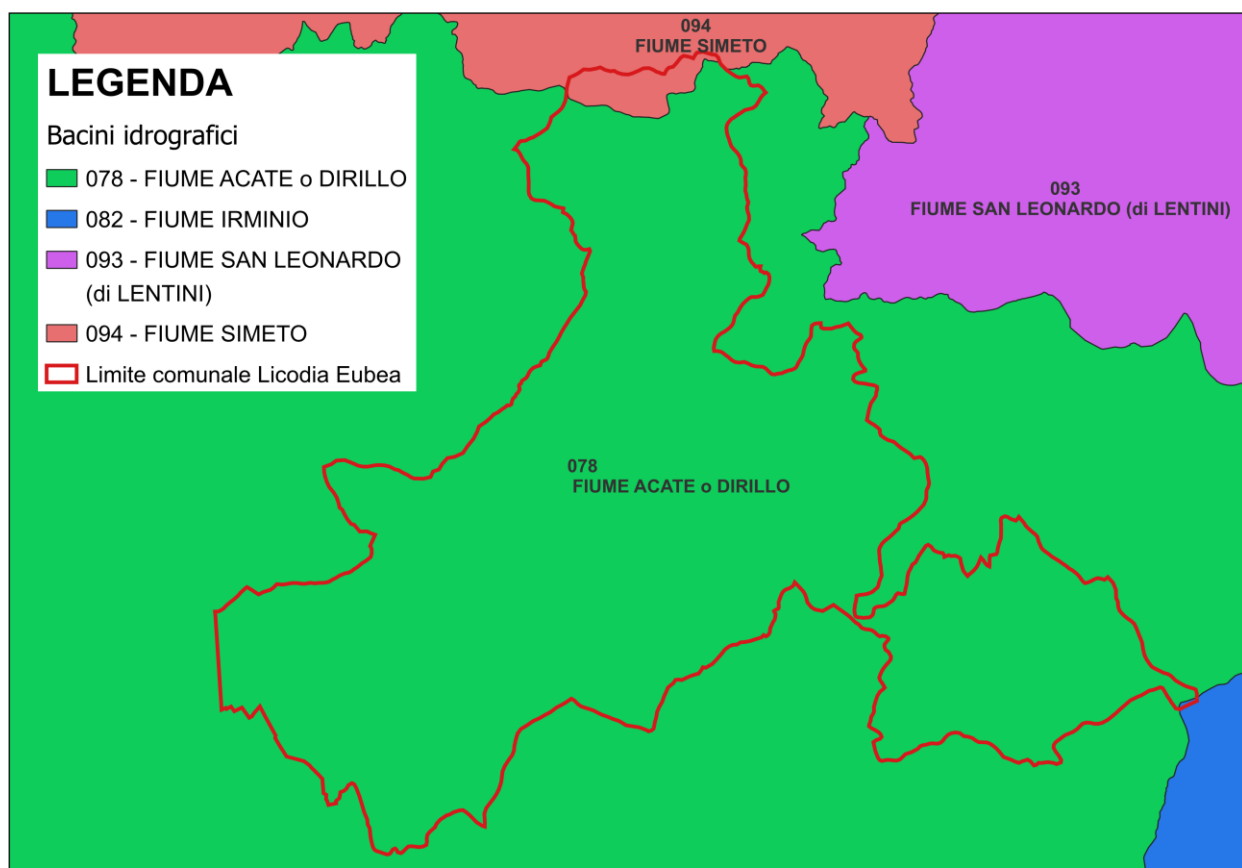 LEGENDA
Bacini idrografici
078 - FIUME ACATE o DIRILLO
082 - FIUME IRMINIO
093 - FIUME SAN LEONARDO
(di LENTINI)
094 - FIUME SIMETO
Limite comunale Licodia Eubea
094
FIUME SIMETO
093
FIUME SAN LEONARDO (di LENTINI)
078
FIUME ACATE o DIRILLO